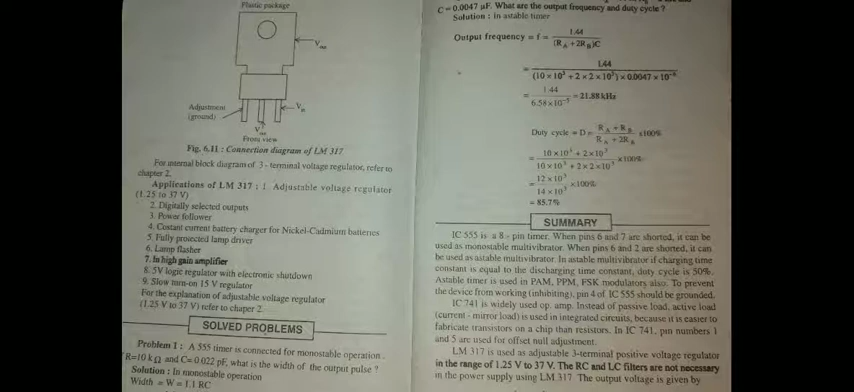 Plastic package
Vout
Adjustment
(ground)
Vin
Vout
Front view
Fig. 6.11 : Connection diagram of LM 317
For internal block diagram of 3 - terminal voltage regulator, refer to
chapter 2.
Applications of LM 317 : 1. Adjustable voltage regulator
(1.25 to 37 V)
2. Digitally selected outputs
3. Power follower
4. Costant current battery charger for Nickel-Cadmium batteries
5. Fully protected lamp driver
6. Lamp flasher
7. In high gain amplifier
8. 5V logic regulator with electronic shutdown
9. Slow turn-on 15 V regulator
For the explanation of adjustable voltage regulator
(1.25 V to 37 V) refer to chaper 2.
SOLVED PROBLEMS
Problem 1 : A 555 timer is connected for monostable operation.
R=10 kΩ and C=0.022 pF, what is the width of the output pulse ?
Solution : In monostable operation
Width = W = 1.1 RC
C = 0.0047 μF. What are the output frequency and duty cycle ?
Solution : in astable timer
Output frequency = f = 1.44 / (RA + 2RB)C
= 1.44 / (10 × 10³ + 2 × 2 × 10³) × 0.0047 × 10⁻⁶
= 1.44 / 6.58 × 10⁻⁵ = 21.88 kHz
Duty cycle = D = RA + RB / RA + 2RB × 100%
= 10 × 10³ + 2 × 10³ / 10 × 10³ + 2 × 2 × 10³ × 100%
= 12 × 10³ / 14 × 10³ × 100%
= 85.7%
SUMMARY
IC 555 is a 8 - pin timer. When pins 6 and 7 are shorted, it can be
used as monostable multivibrator. When pins 6 and 2 are shorted, it can
be used as astable multivibrator. In astable multivibrator if charging time
constant is equal to the discharging time constant, duty cycle is 50%.
Astable timer is used in PAM, PPM, FSK modulators also. To prevent
the device from working (inhibiting), pin 4 of IC 555 should be grounded.
IC 741 is widely used op. amp. Instead of passive load, active load
(current - mirror load) is used in integrated circuits, because it is easier to
fabricate transistors on a chip than resistors. In IC 741, pin numbers 1
and 5 are used for offset null adjustment.
LM 317 is used as adjustable 3-terminal positive voltage regulator
in the range of 1.25 V to 37 V. The RC and LC filters are not necessary
in the power supply using LM 317. The output voltage is given by